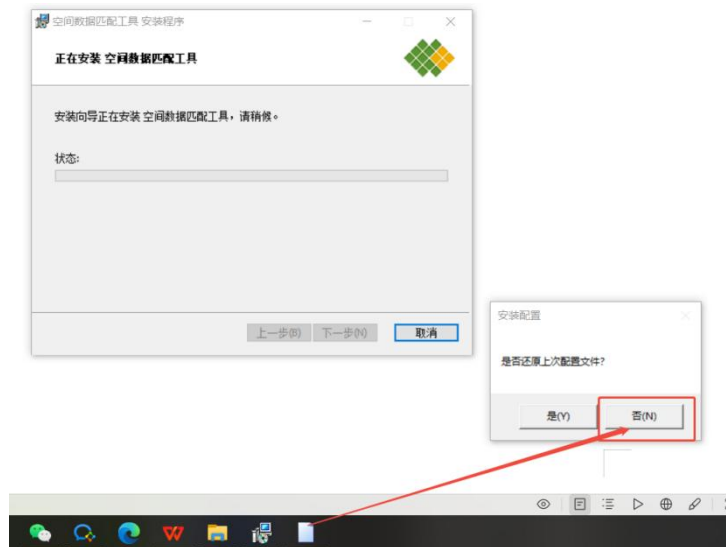 空间数据匹配工具 安装程序
正在安装 空间数据匹配工具
安装向导正在安装 空间数据匹配工具，请稍候。
状态:
上一步(B) 下一步(N) 取消
安装配置
是否还原上次配置文件?
是(Y) 否(N)